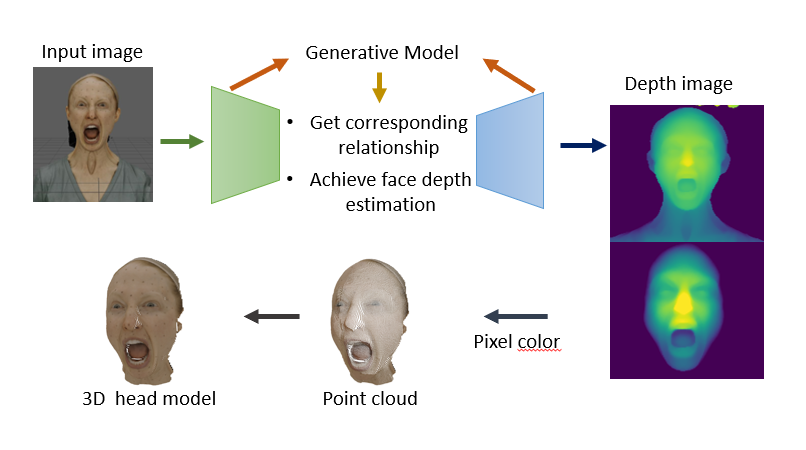 Input image
Generative Model
Depth image
• Get corresponding
relationship
• Achieve face depth
estimation
Pixel color
3D  head model
Point cloud